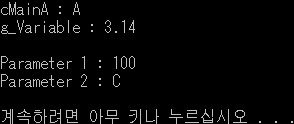 cMainA : A
g_Variable : 3.14
Parameter 1 : 100
Parameter 2 : C
계속하려면 아무 키나 누르십시오 . . .